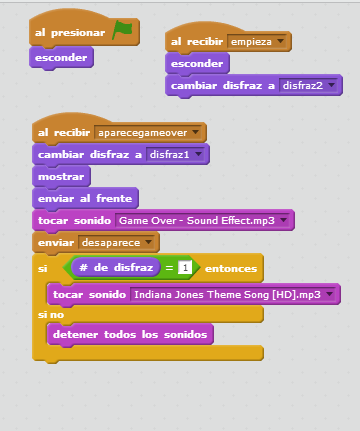 al presionar
esconder
al recibir empieza
esconder
cambiar disfraz a disfraz2
al recibir aparecegameover
cambiar disfraz a disfraz1
mostrar
enviar al frente
tocar sonido Game Over - Sound Effect.mp3
enviar desaparece
si # de disfraz = 1 entonces
tocar sonido Indiana Jones Theme Song [HD].mp3
si no
detener todos los sonidos